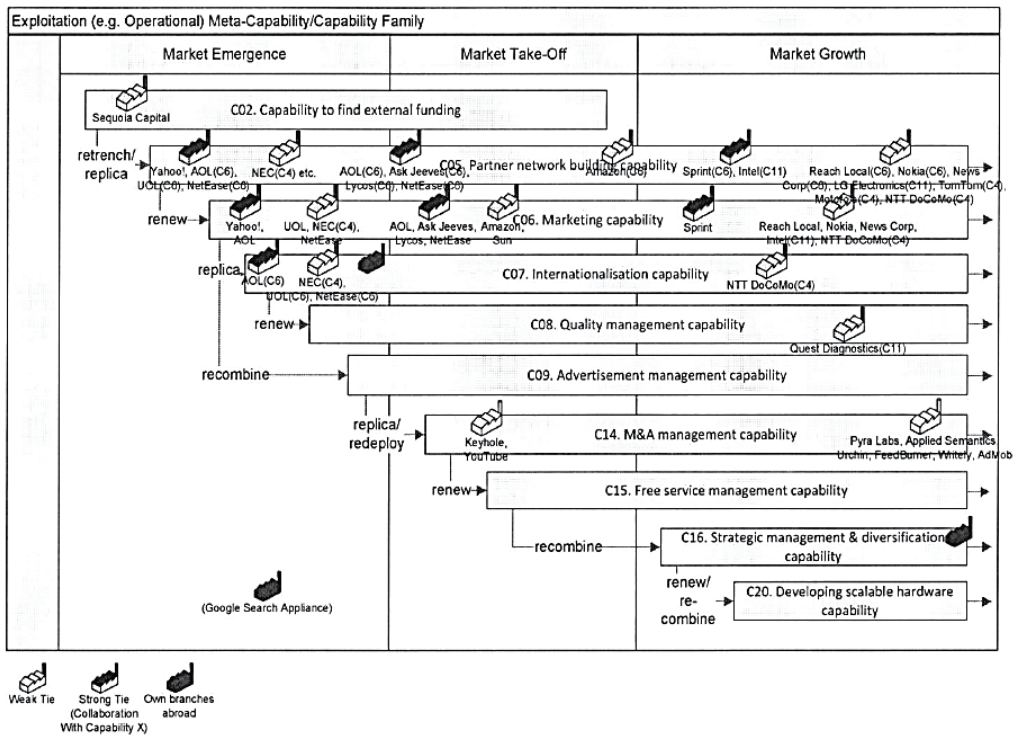 Exploitation (e.g. Operational) Meta-Capability/Capability Family
Market Emergence
Market Take-Off
Market Growth
Sequoia Capital
C02. Capability to find external funding
retrench/
replica
Yahoo!, AOL(C6),
UOL(C6), NetEase(C6)
NEC(C4) etc.
AOL(C6), Ask Jeeves(C6),
Lycos(C6), NetEase(C6)
C05. Partner network building capability
Amazon(C6)
Sprint(C6), Intel(C11)
Reach Local(C6), Nokia(C6), News
Corp(C6), LG Electronics(C11), TomTom(C4),
Motorola(C4), NTT DoCoMo(C4)
renew
Yahoo!,
AOL
UOL, NEC(C4),
NetEase
AOL, Ask Jeeves,
Lycos, NetEase
Amazon,
Sun
C06. Marketing capability
Sprint
Reach Local, Nokia, News Corp,
Intel(C11), NTT DoCoMo(C4)
replica
AOL(C6)
NEC(C4),
UOL(C6), NetEase(C6)
C07. Internationalisation capability
NTT DoCoMo(C4)
renew
C08. Quality management capability
Quest Diagnostics(C11)
recombine
C09. Advertisement management capability
replica/
redeploy
Keyhole,
YouTube
C14. M&A management capability
Pyra Labs, Applied Semantics,
Urchin, FeedBurner, Writely, AdMob
renew
C15. Free service management capability
recombine
C16. Strategic management & diversification
capability
(Google Search Appliance)
renew/
re-
combine
C20. Developing scalable hardware
capability
Weak Tie
Strong Tie
(Collaboration
With Capability X)
Own branches
abroad